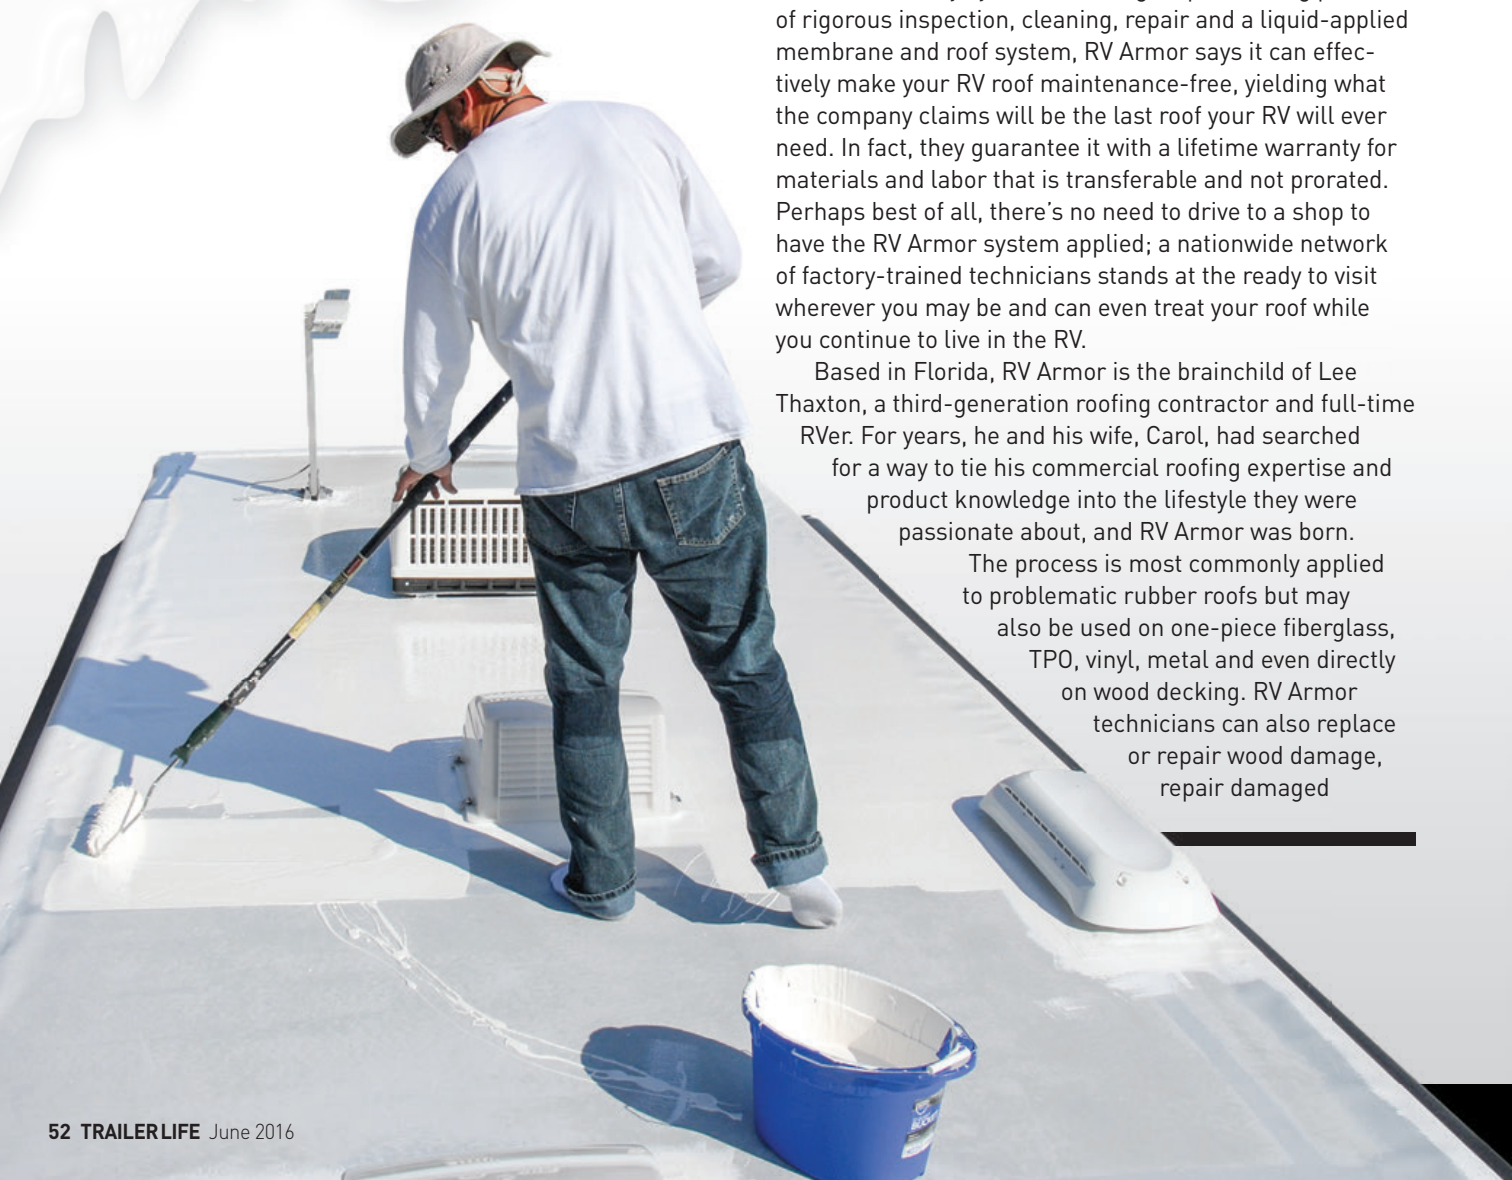 of rigorous inspection, cleaning, repair and a liquid-applied
membrane and roof system, RV Armor says it can effec-
tively make your RV roof maintenance-free, yielding what
the company claims will be the last roof your RV will ever
need. In fact, they guarantee it with a lifetime warranty for
materials and labor that is transferable and not prorated.
Perhaps best of all, there’s no need to drive to a shop to
have the RV Armor system applied; a nationwide network
of factory-trained technicians stands at the ready to visit
wherever you may be and can even treat your roof while
you continue to live in the RV.
Based in Florida, RV Armor is the brainchild of Lee
Thaxton, a third-generation roofing contractor and full-time
RVer. For years, he and his wife, Carol, had searched
for a way to tie his commercial roofing expertise and
product knowledge into the lifestyle they were
passionate about, and RV Armor was born.
The process is most commonly applied
to problematic rubber roofs but may
also be used on one-piece fiberglass,
TPO, vinyl, metal and even directly
on wood decking. RV Armor
technicians can also replace
or repair wood damage,
repair damaged
52 TRAILER LIFE June 2016